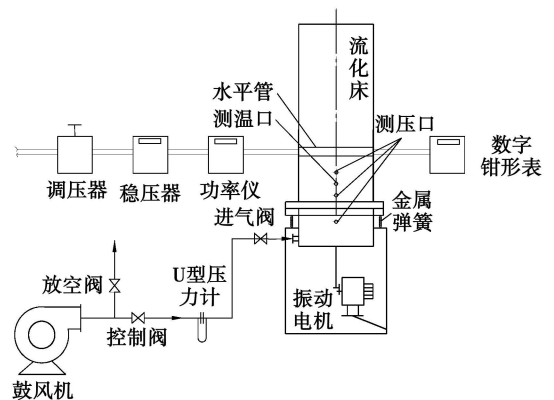 流
化
床
水平管
测温口
测压口
数字
钳形表
调压器
稳压器
功率仪
进气阀
金属
弹簧
U型压
力计
放空阀
控制阀
振动
电机
鼓风机